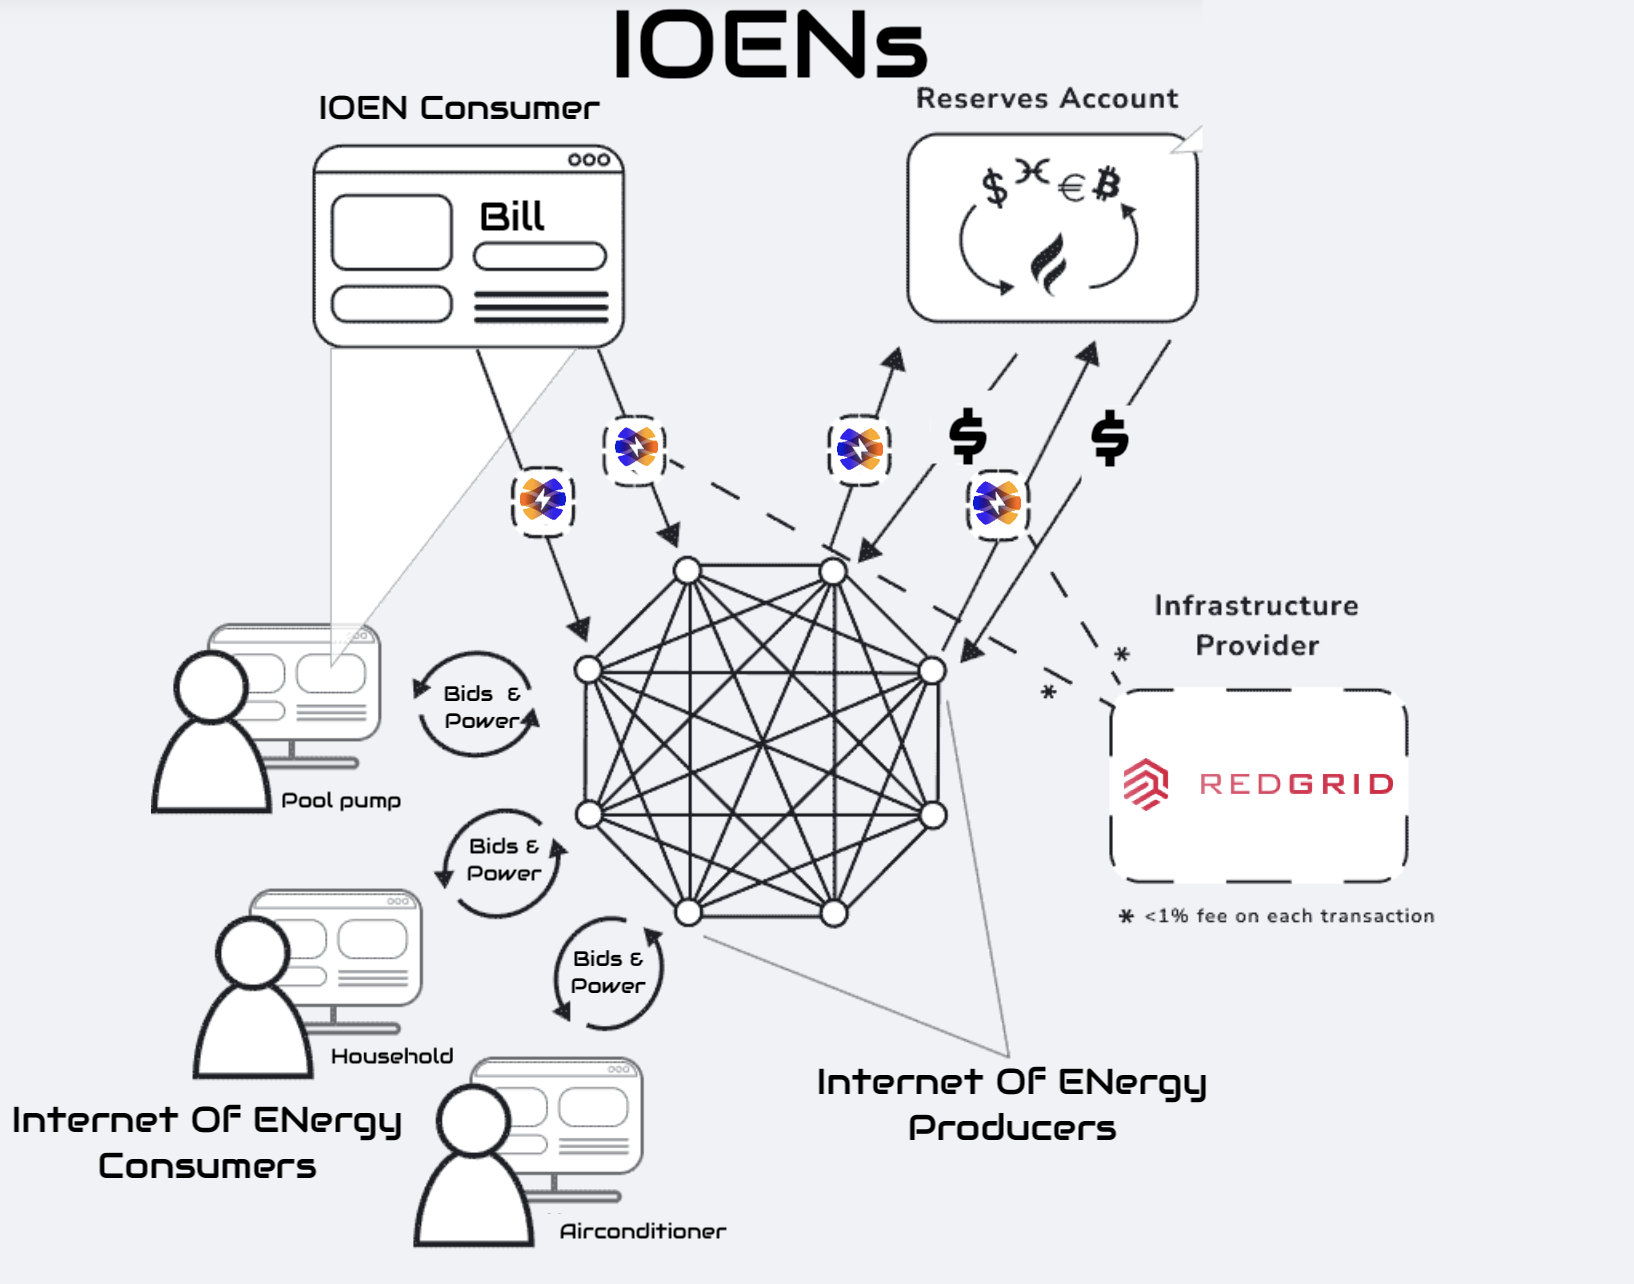 IOENs
IOEN Consumer
Reserves Account
Bill
$ € ₿
$
$
Infrastructure
Provider
*
*
REDGRID
* <1% fee on each transaction
Bids &
Power
Pool pump
Bids &
Power
Household
Bids &
Power
Internet OF ENergy
Consumers
Internet OF ENergy
Producers
Airconditioner